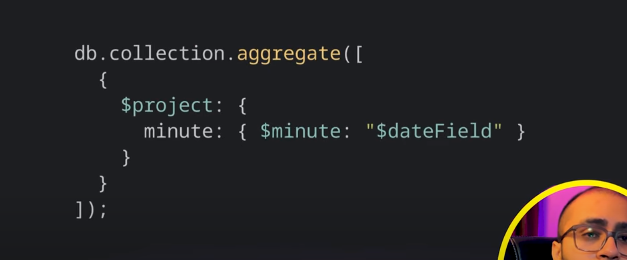 db.collection.aggregate([
  {
    $project: {
      minute: { $minute: "$dateField" }
    }
  }
]);